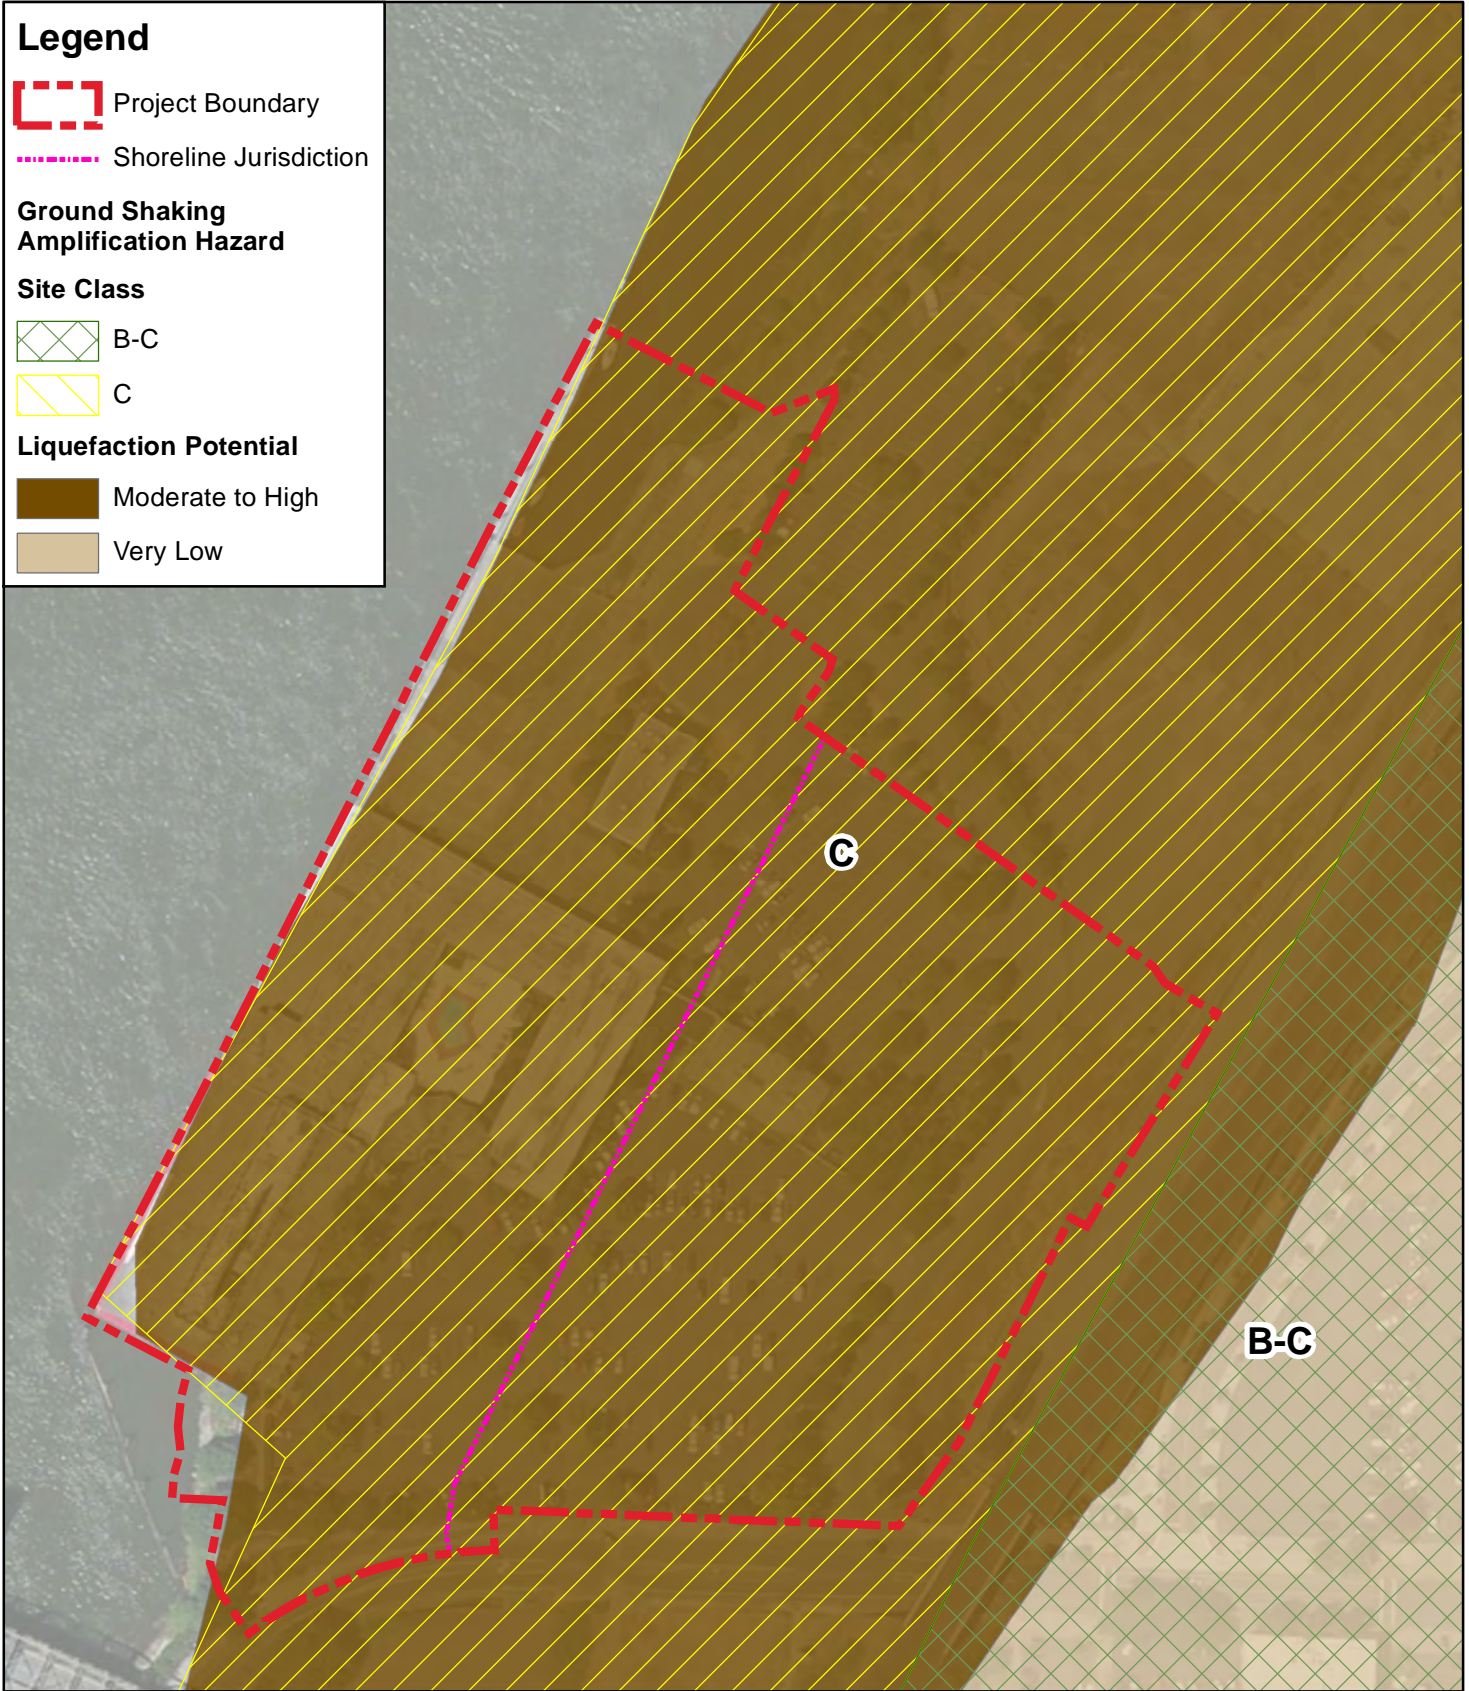 Legend
Project Boundary
Shoreline Jurisdiction
Ground Shaking
Amplification Hazard
Site Class
B-C
C
Liquefaction Potential
Moderate to High
Very Low
C
B-C